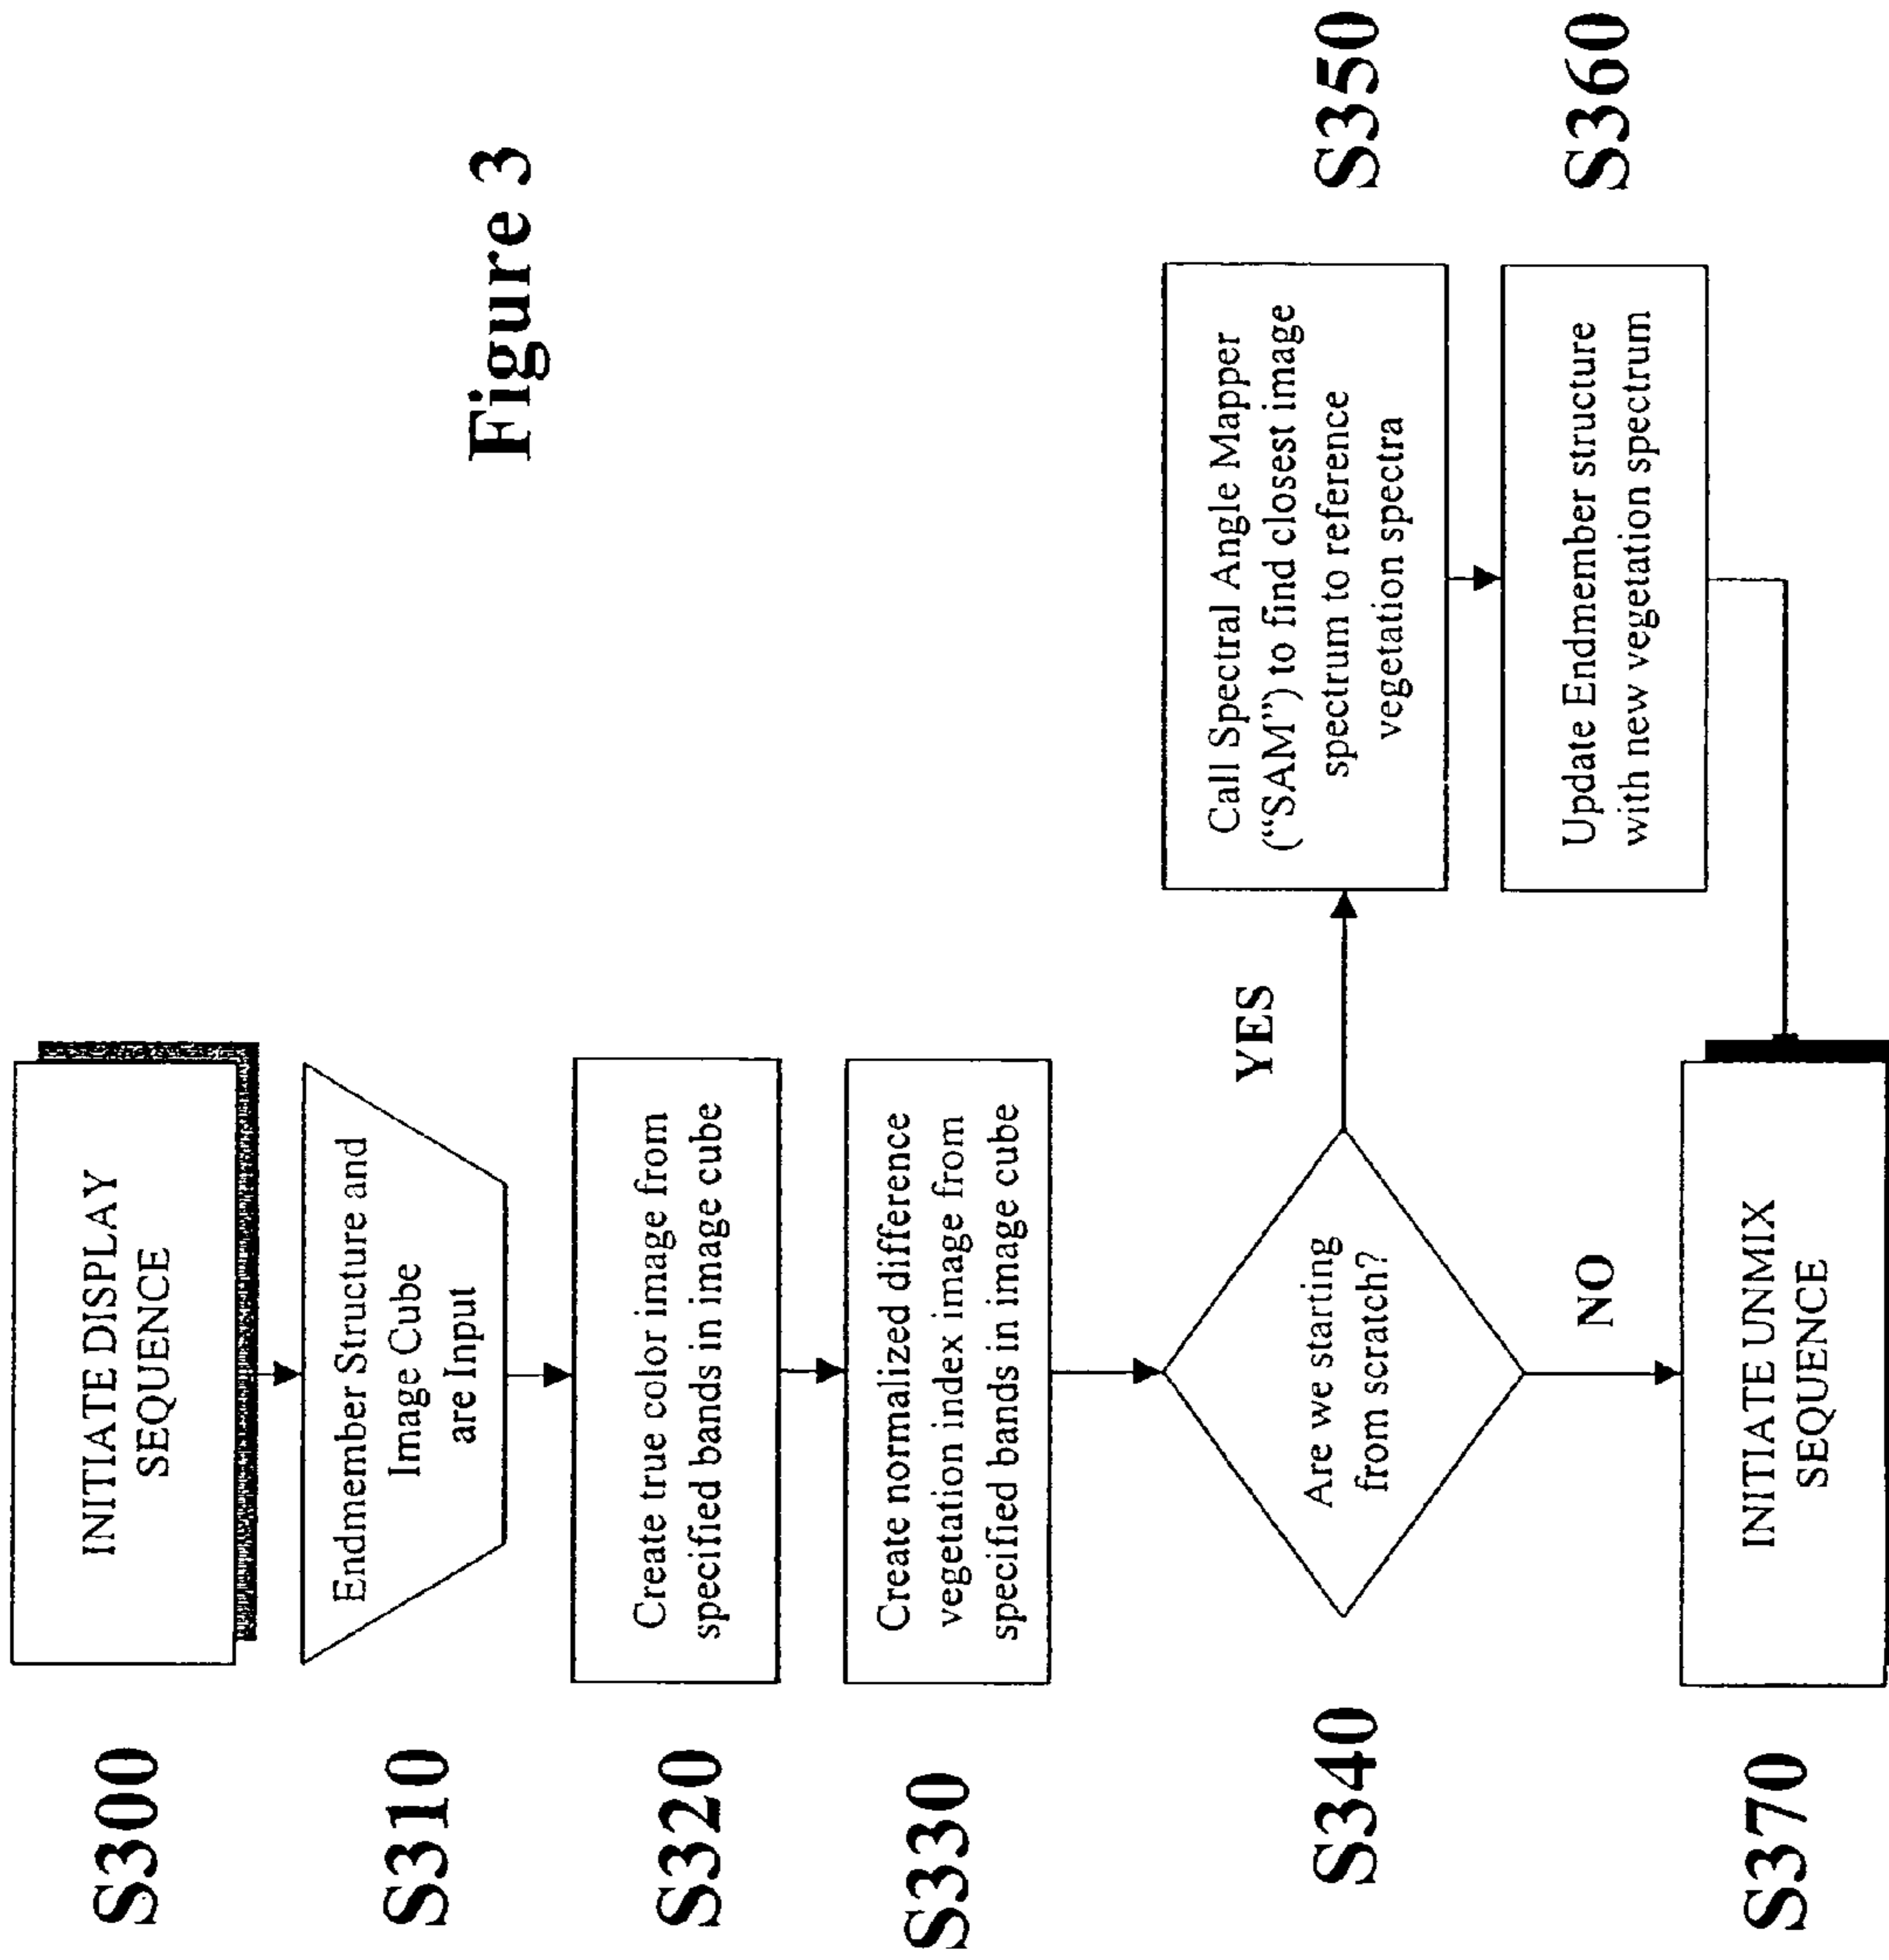 Figure 3
S300
INITIATE DISPLAY
SEQUENCE
S310
Endmember Structure and
Image Cube
are Input
S320
Create true color image from
specified bands in image cube
S330
Create normalized difference
vegetation index image from
specified bands in image cube
S340
Are we starting
from scratch?
YES
NO
S350
Call Spectral Angle Mapper
(“SAM”) to find closest image
spectrum to reference
vegetation spectra
S360
Update Endmember structure
with new vegetation spectrum
S370
INITIATE UNMIX
SEQUENCE